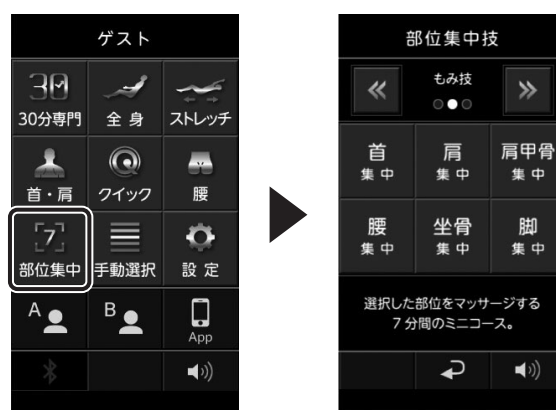 ゲスト
30
30分専門
全 身
ストレッチ
首・肩
クイック
腰
7
部位集中
手動選択
設 定
A
B
App
部位集中技
もみ技
首
集 中
肩
集 中
肩甲骨
集 中
腰
集 中
坐骨
集 中
脚
集 中
選択した部位をマッサージする
7 分間のミニコース。